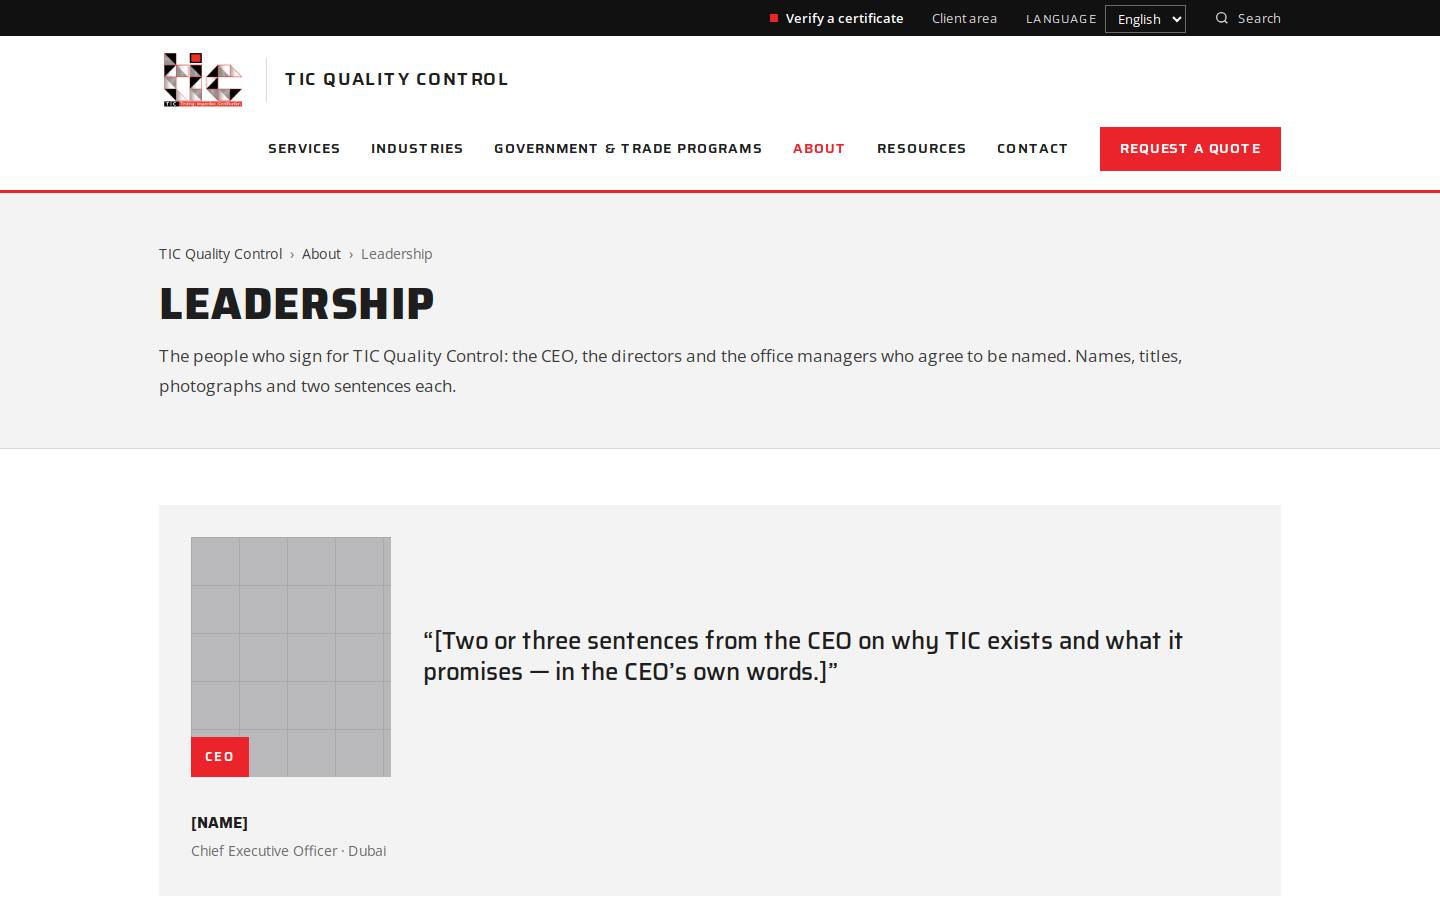 Verify a certificate Client area LANGUAGE English Search
TIC QUALITY CONTROL
SERVICES INDUSTRIES GOVERNMENT & TRADE PROGRAMS ABOUT RESOURCES CONTACT REQUEST A QUOTE
TIC Quality Control › About › Leadership
LEADERSHIP
The people who sign for TIC Quality Control: the CEO, the directors and the office managers who agree to be named. Names, titles,
photographs and two sentences each.
“[Two or three sentences from the CEO on why TIC exists and what it
promises — in the CEO’s own words.]”
CEO
[NAME]
Chief Executive Officer · Dubai